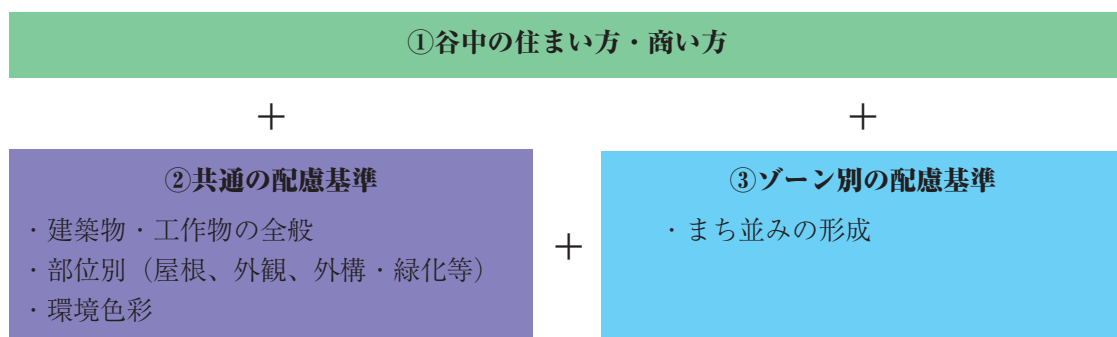 ①谷中の住まい方・商い方
＋
＋
②共通の配慮基準
・建築物・工作物の全般
・部位別（屋根、外観、外構・緑化等）
・環境色彩
＋
③ゾーン別の配慮基準
・まち並みの形成